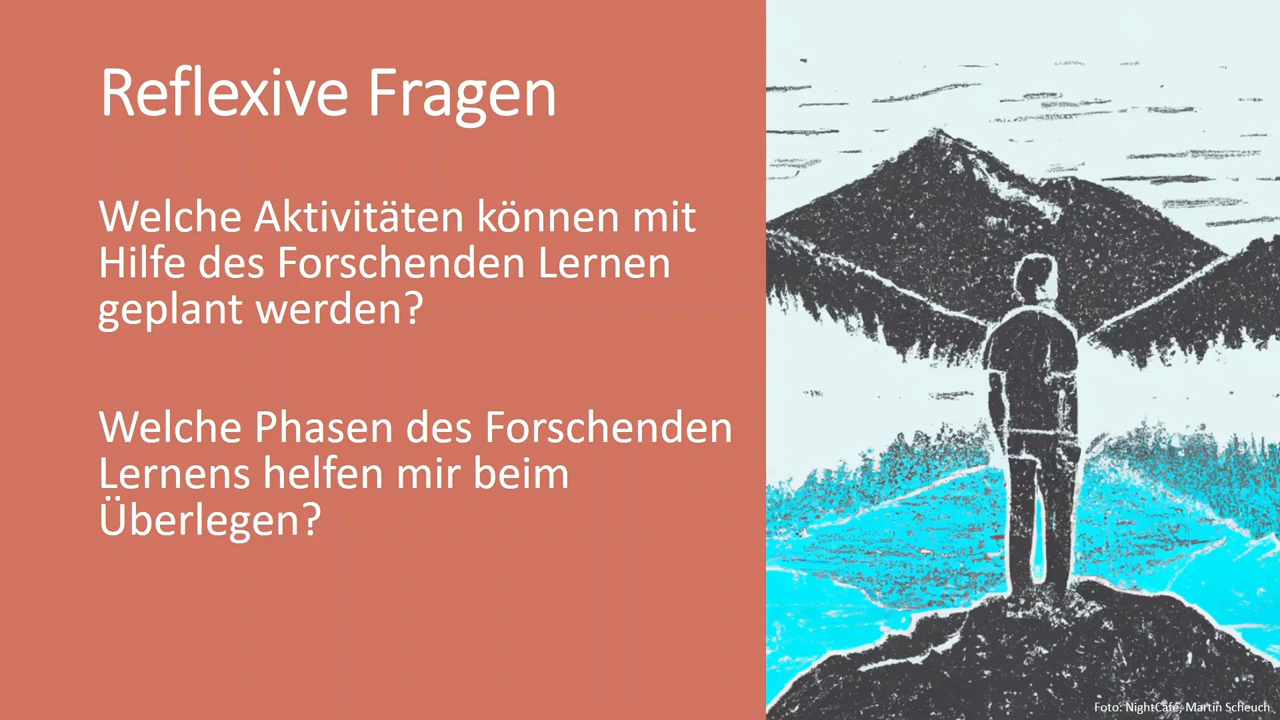 Reflexive Fragen
Welche Aktivitäten können mit
Hilfe des Forschenden Lernen
geplant werden?
Welche Phasen des Forschenden
Lernens helfen mir beim
Überlegen?
Foto: NightCafé, Martin Scheuch